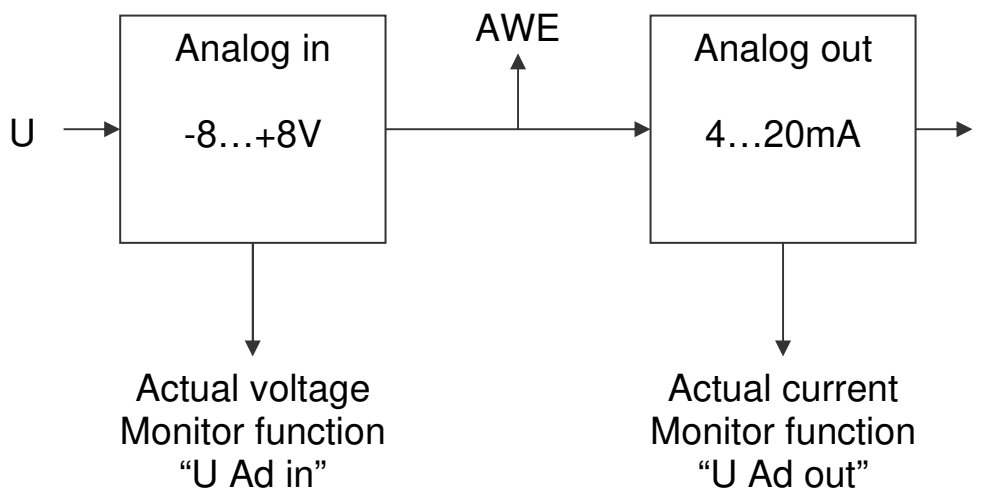 AWE
Analog in
Analog out
U
-8…+8V
4…20mA
Actual voltage
Monitor function
“U Ad in”
Actual current
Monitor function
“U Ad out”